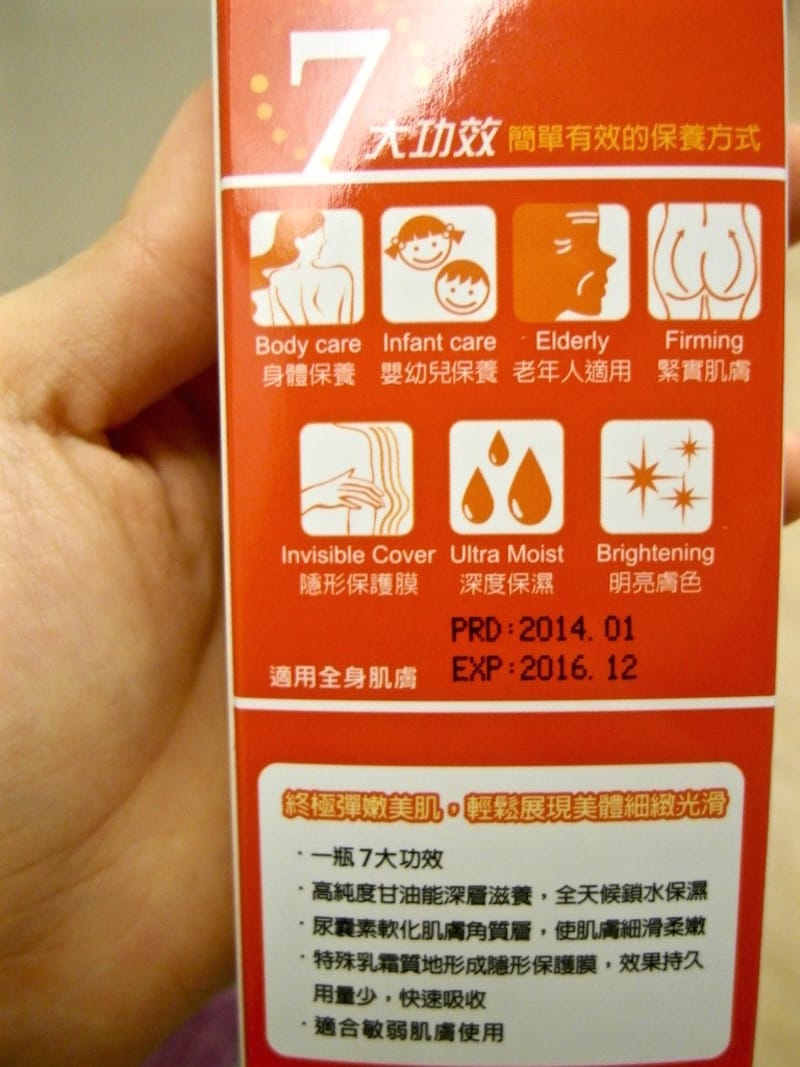 7大功效 簡單有效的保養方式
Body care Infant care Elderly Firming
身體保養 嬰幼兒保養 老年人適用 緊實肌膚
Invisible Cover Ultra Moist Brightening
隱形保護膜 深度保濕 明亮膚色
PRD:2014.01
適用全身肌膚 EXP:2016.12
終極彈嫩美肌，輕鬆展現美體細緻光滑
·一瓶7大功效
·高純度甘油能深層滋養，全天候鎖水保濕
·尿囊素軟化肌膚角質層，使肌膚細滑柔嫩
·特殊乳霜質地形成隱形保護膜，效果持久
用量少，快速吸收
·適合敏弱肌膚使用